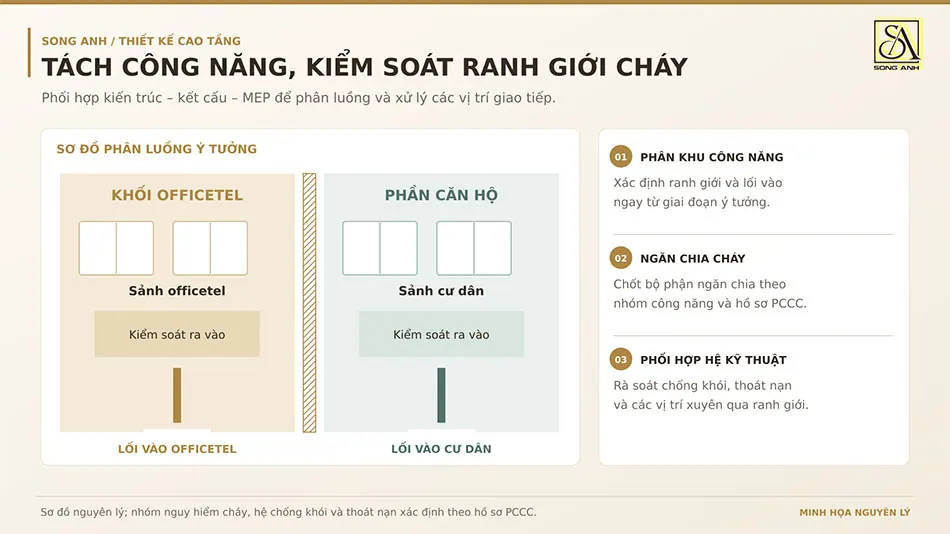 SONG ANH / THIẾT KẾ CAO TẦNG
TÁCH CÔNG NĂNG, KIỂM SOÁT RANH GIỚI CHÁY
Phối hợp kiến trúc – kết cấu – MEP để phân luồng và xử lý các vị trí giao tiếp.
SA
SONG ANH
SƠ ĐỒ PHÂN LUỒNG Ý TƯỞNG
KHỐI OFFICETEL
PHẦN CĂN HỘ
Sảnh officetel
Sảnh cư dân
Kiểm soát ra vào
Kiểm soát ra vào
LỐI VÀO OFFICETEL
LỐI VÀO CƯ DÂN
01 PHÂN KHU CÔNG NĂNG
Xác định ranh giới và lối vào
ngay từ giai đoạn ý tưởng.
02 NGĂN CHIA CHÁY
Chốt bộ phận ngăn chia theo
nhóm công năng và hồ sơ PCCC.
03 PHỐI HỢP HỆ KỸ THUẬT
Rà soát chống khói, thoát nạn
và các vị trí xuyên qua ranh giới.
Sơ đồ nguyên lý; nhóm nguy hiểm cháy, hệ chống khói và thoát nạn xác định theo hồ sơ PCCC.
MINH HỌA NGUYÊN LÝ